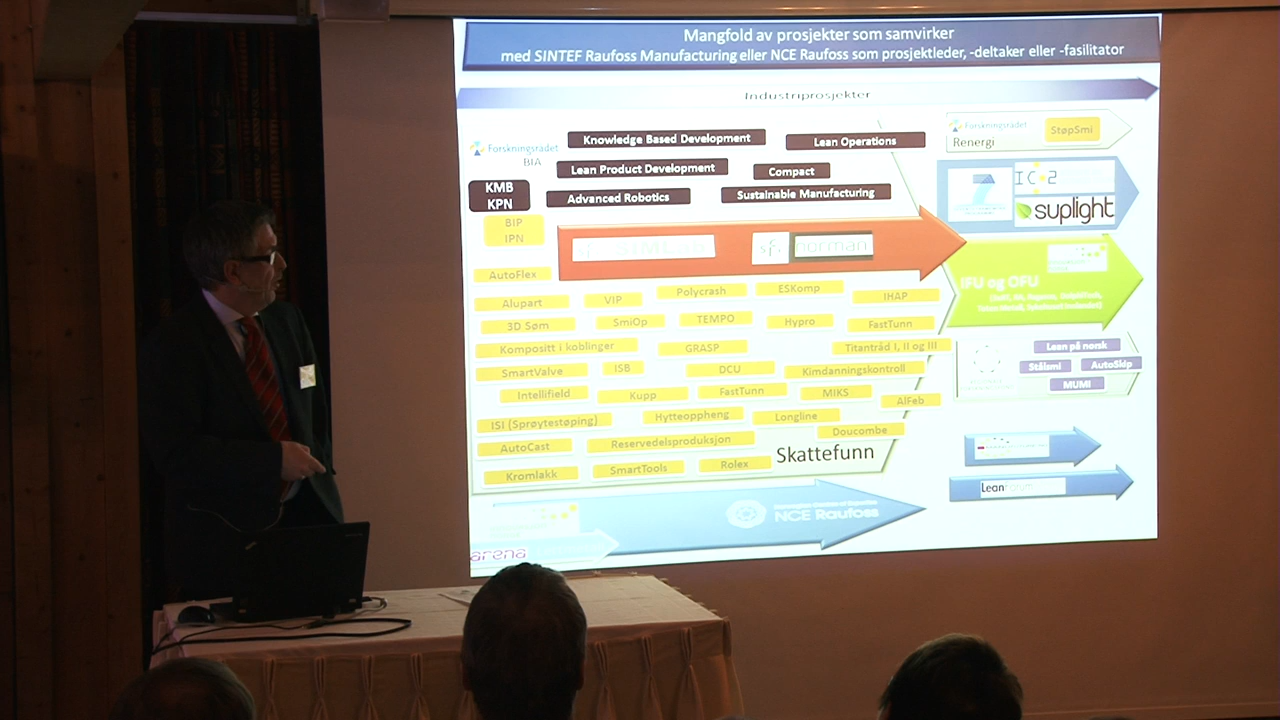 Mangfold av prosjekter som samvirker
med SINTEF Raufoss Manufacturing eller NCE Raufoss som prosjektleder, -deltaker eller -fasilitator
Industriprosjekter
Forskningsrådet
BIA
Knowledge Based Development
Lean Operations
Lean Product Development
Compact
KMB
KPN
Advanced Robotics
Sustainable Manufacturing
BIP
IPN
norman
AutoFlex
Alupart
VIP
Polycrash
ESKomp
IHAP
3D Søm
SmiOp
TEMPO
Hypro
FastTunn
Kompositt i koblinger
GRASP
Titantråd I, II og III
SmartValve
ISB
DCU
Kimdanningskontroll
Intellifield
Kupp
FastTunn
MIKS
AlFeb
ISI (Sprøytestøping)
Hytteoppheng
Longline
Doucombe
AutoCast
Reservedelsproduksjon
Skattefunn
Kromlakk
SmartTools
Rolex
NCE Raufoss
arena
Forskningsrådet
Renergi
StøpSmi
7
IC2
suplight
IFU og OFU
Lean på norsk
Stålsmi
AutoSkip
MUMI
Lean